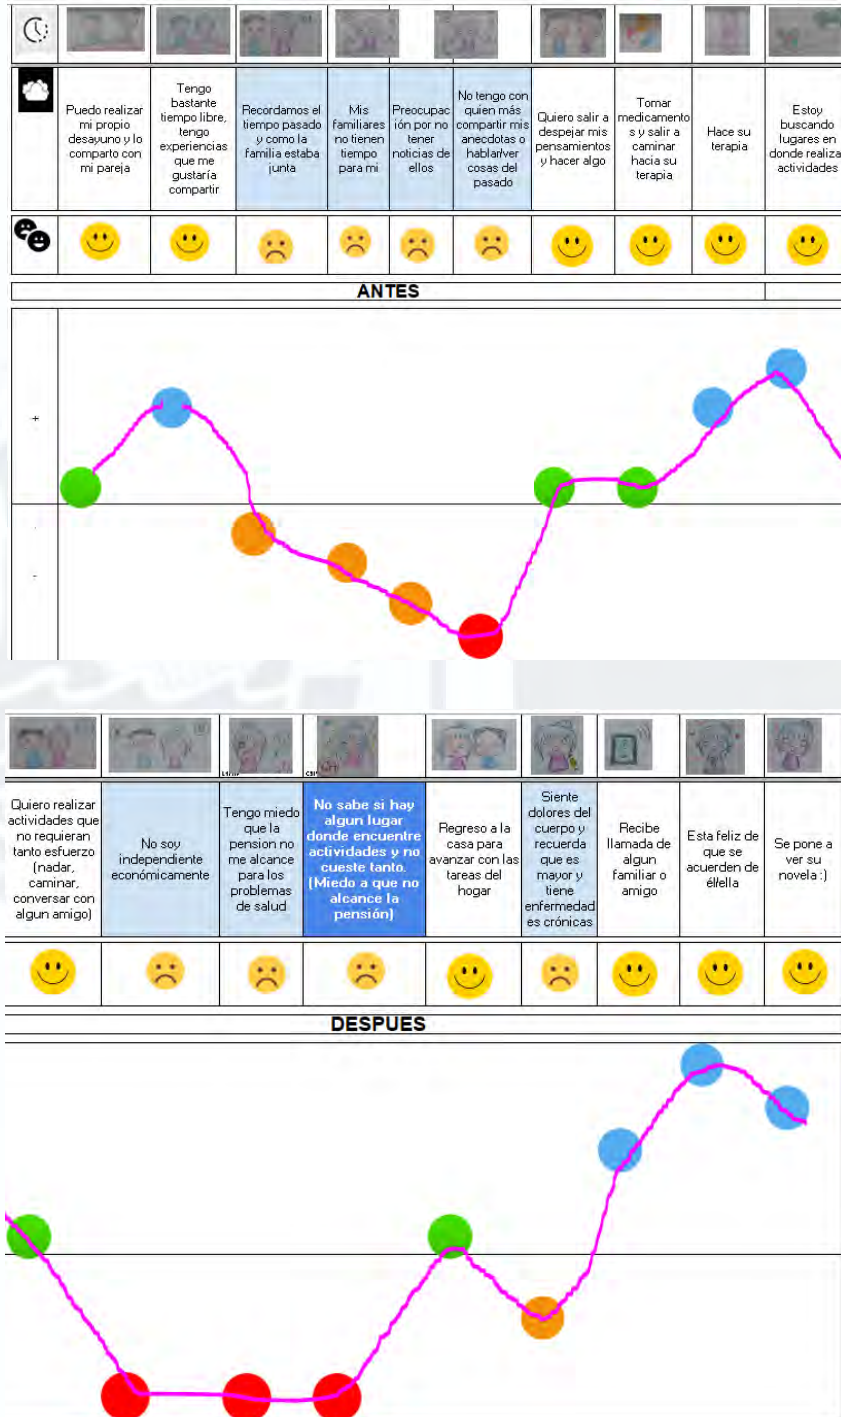 Puedo realizar
mi propio
desayuno y lo
comparto con
mi pareja
Tengo
bastante
tiempo libre,
tengo
experiencias
que me
gustaría
compartir
Recordamos el
tiempo pasado
y como la
familia estaba
junta
Mis
familiares
no tienen
tiempo
para mi
Preocupac
ión por no
tener
noticias de
ellos
No tengo con
quien más
compartir mis
anecdotas o
hablar/ver
cosas del
pasado
Quiero salir a
despejar mis
pensamientos
y hacer algo
Tomar
medicamento
s y salir a
caminar
hacia su
terapia
Hace su
terapia
Estoy
buscando
lugares en
donde realiza
actividades
ANTES
+
-
Quiero realizar
actividades que
no requieran
tanto esfuerzo
(nadar,
caminar,
conversar con
algun amigo)
No soy
independiente
económicamente
Tengo miedo
que la
pension no
me alcance
para los
problemas
de salud
No sabe si hay
algun lugar
donde encuentre
actividades y no
cueste tanto.
(Miedo a que no
alcance la
pensión)
Regreso a la
casa para
avanzar con las
tareas del
hogar
Siente
dolores del
cuerpo y
recuerda
que es
mayor y
tiene
enfermedad
es crónicas
Recibe
llamada de
algun
familiar o
amigo
Esta feliz de
que se
acuerden de
él/ella
Se pone a
ver su
novela :)
DESPUES